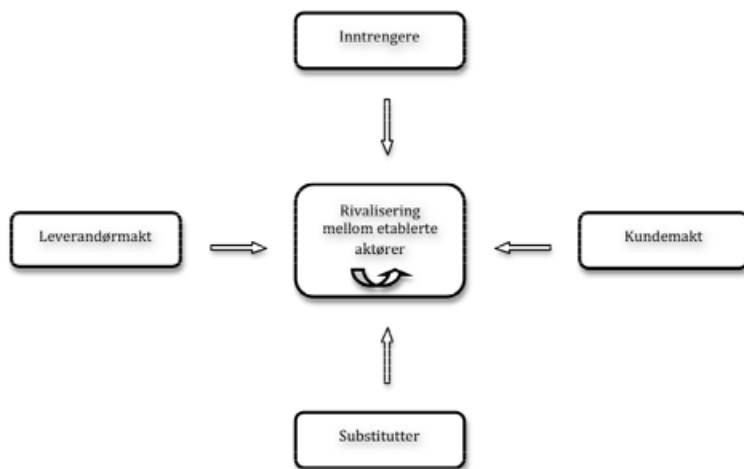 Inntrengere
Rivalisering
mellom etablerte
aktører
Leverandørmakt
Kundemakt
Substitutter